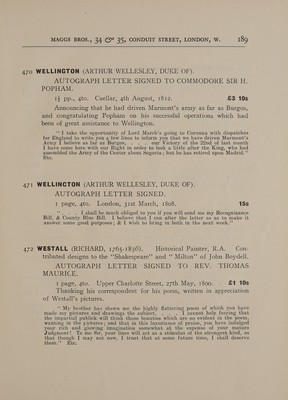 MAGGS BROS., 34 & 35, CONDUIT STREET, LONDON, W. 189
470 WELLINGTON (ARTHUR WELLESLEY, DUKE OF).
AUTOGRAPH LETTER SIGNED TO COMMODORE SIR H.
POPHAM.
1½ pp., 4to. Cuellar, 4th August, 1812. £3 10s
Announcing that he had driven Marmont's army as far as Burgos,
and congratulating Popham on his successful operations which had
been of great assistance to Wellington.
"I take the opportunity of Lord March's going to Corunna with dispatches
for England to write you a few lines to inform you that we have driven Marmont's
Army I believe as far as Burgos, . . . our Victory of the 22nd of last month
I have come here with our Right in order to look a little after the King, who had
assembled the Army of the Center about Segovia; but he has retired upon Madrid."
Etc.
471 WELLINGTON (ARTHUR WELLESLEY, DUKE OF).
AUTOGRAPH LETTER SIGNED.
1 page, 4to. London, 31st March, 1808. 15s
". . . I shall be much obliged to you if you will send me my Recognizance
Bill, & County Bies Bill. I believe that I can alter the latter so as to make it
answer some good purposes; & I wish to bring in both in the next week."
472 WESTALL (RICHARD, 1765-1836). Historical Painter, R.A. Con-
tributed designs to the "Shakespeare" and "Milton" of John Boydell.
AUTOGRAPH LETTER SIGNED TO REV. THOMAS
MAURICE.
1 page, 4to. Upper Charlotte Street, 27th May, 1800. £1 10s
Thanking his correspondent for his poem, written in appreciation
of Westall's pictures.
"My brother has shewn me the highly flattering poem of which you have
made my pictures and drawings the subject. . . . I cannot help fearing that
the impartial publick will think those beauties which are so evident in the poem,
wanting in the pictures; and that in this luxuriance of praise, you have indulged
your rich and glowing imagination somewhat at the expense of your mature
Judgment! To me Sir, your lines will act as a stimulus of the strongest kind, so
that though I may not now, I trust that at some future time, I shall deserve
them." Etc.